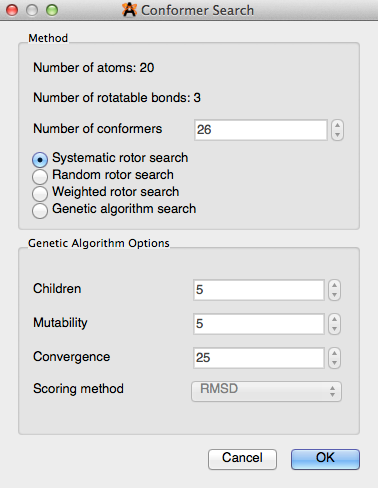 Conformer Search
Method
Number of atoms: 20
Number of rotatable bonds: 3
Number of conformers 26
Systematic rotor search
Random rotor search
Weighted rotor search
Genetic algorithm search
Genetic Algorithm Options
Children 5
Mutability 5
Convergence 25
Scoring method RMSD
Cancel OK